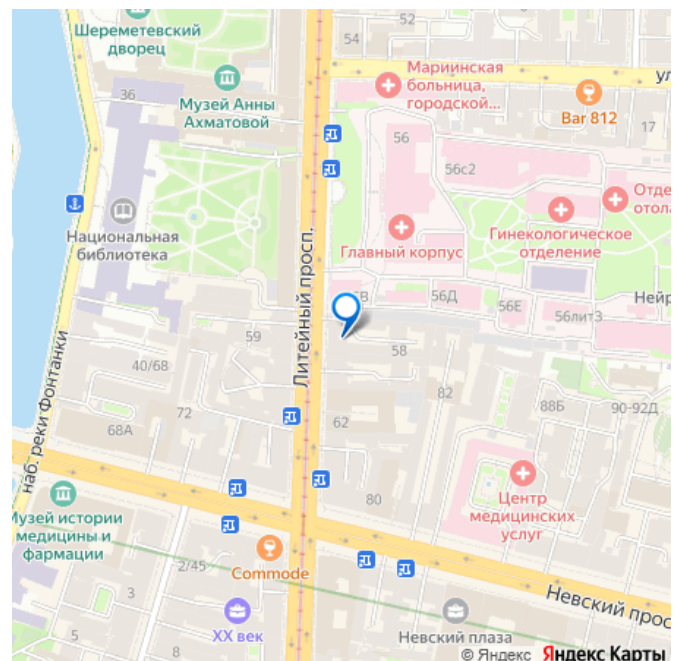 Шереметевский
дворец
52
54
Мариинская
больница,
городской...
ул
36
Музей Анны
Ахматовой
Bar 812
17
56
56с2
Отде
отола
Национальная
библиотека
Главный корпус
Гинекологическое
отделение
Литейный просп.
56Д
56Е
56лит3
Нейр
59
58
40/68
наб. реки Фонтанки
82
72
62
88Б
90-92Д
68А
80
Центр
медицинских
услуг
Музей истории
медицины и
фармации
Commode
2/45
3
5
XX век
Невский прос
Невский плаза
© Яндекс Яндекс Карты